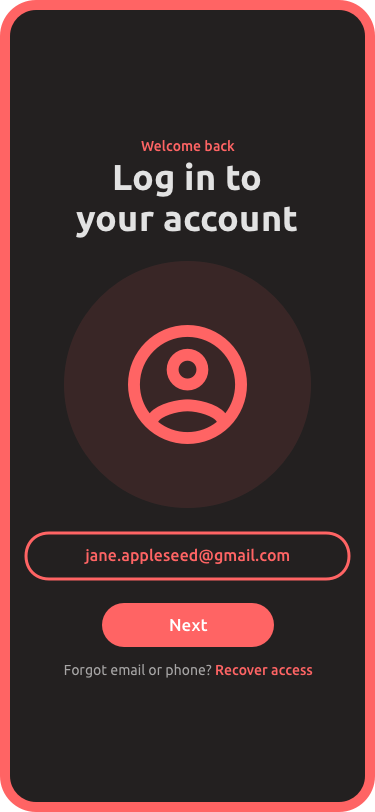 Welcome back
Log in to
your account
jane.appleseed@gmail.com
Next
Forgot email or phone? Recover access